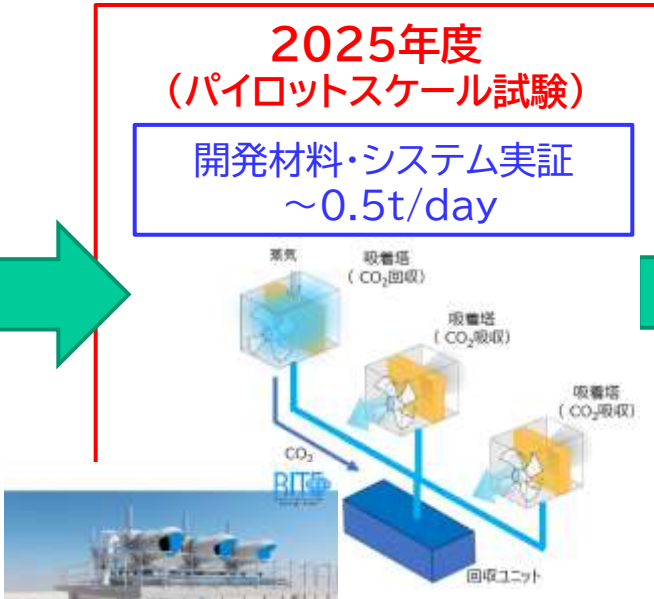 2025年度
（パイロットスケール試験）
開発材料・システム実証
～0.5t/day
蒸気
吸着塔
（CO₂回収）
吸着塔
（CO₂吸収）
吸着塔
（CO₂吸収）
CO₂
RITE
回収ユニット